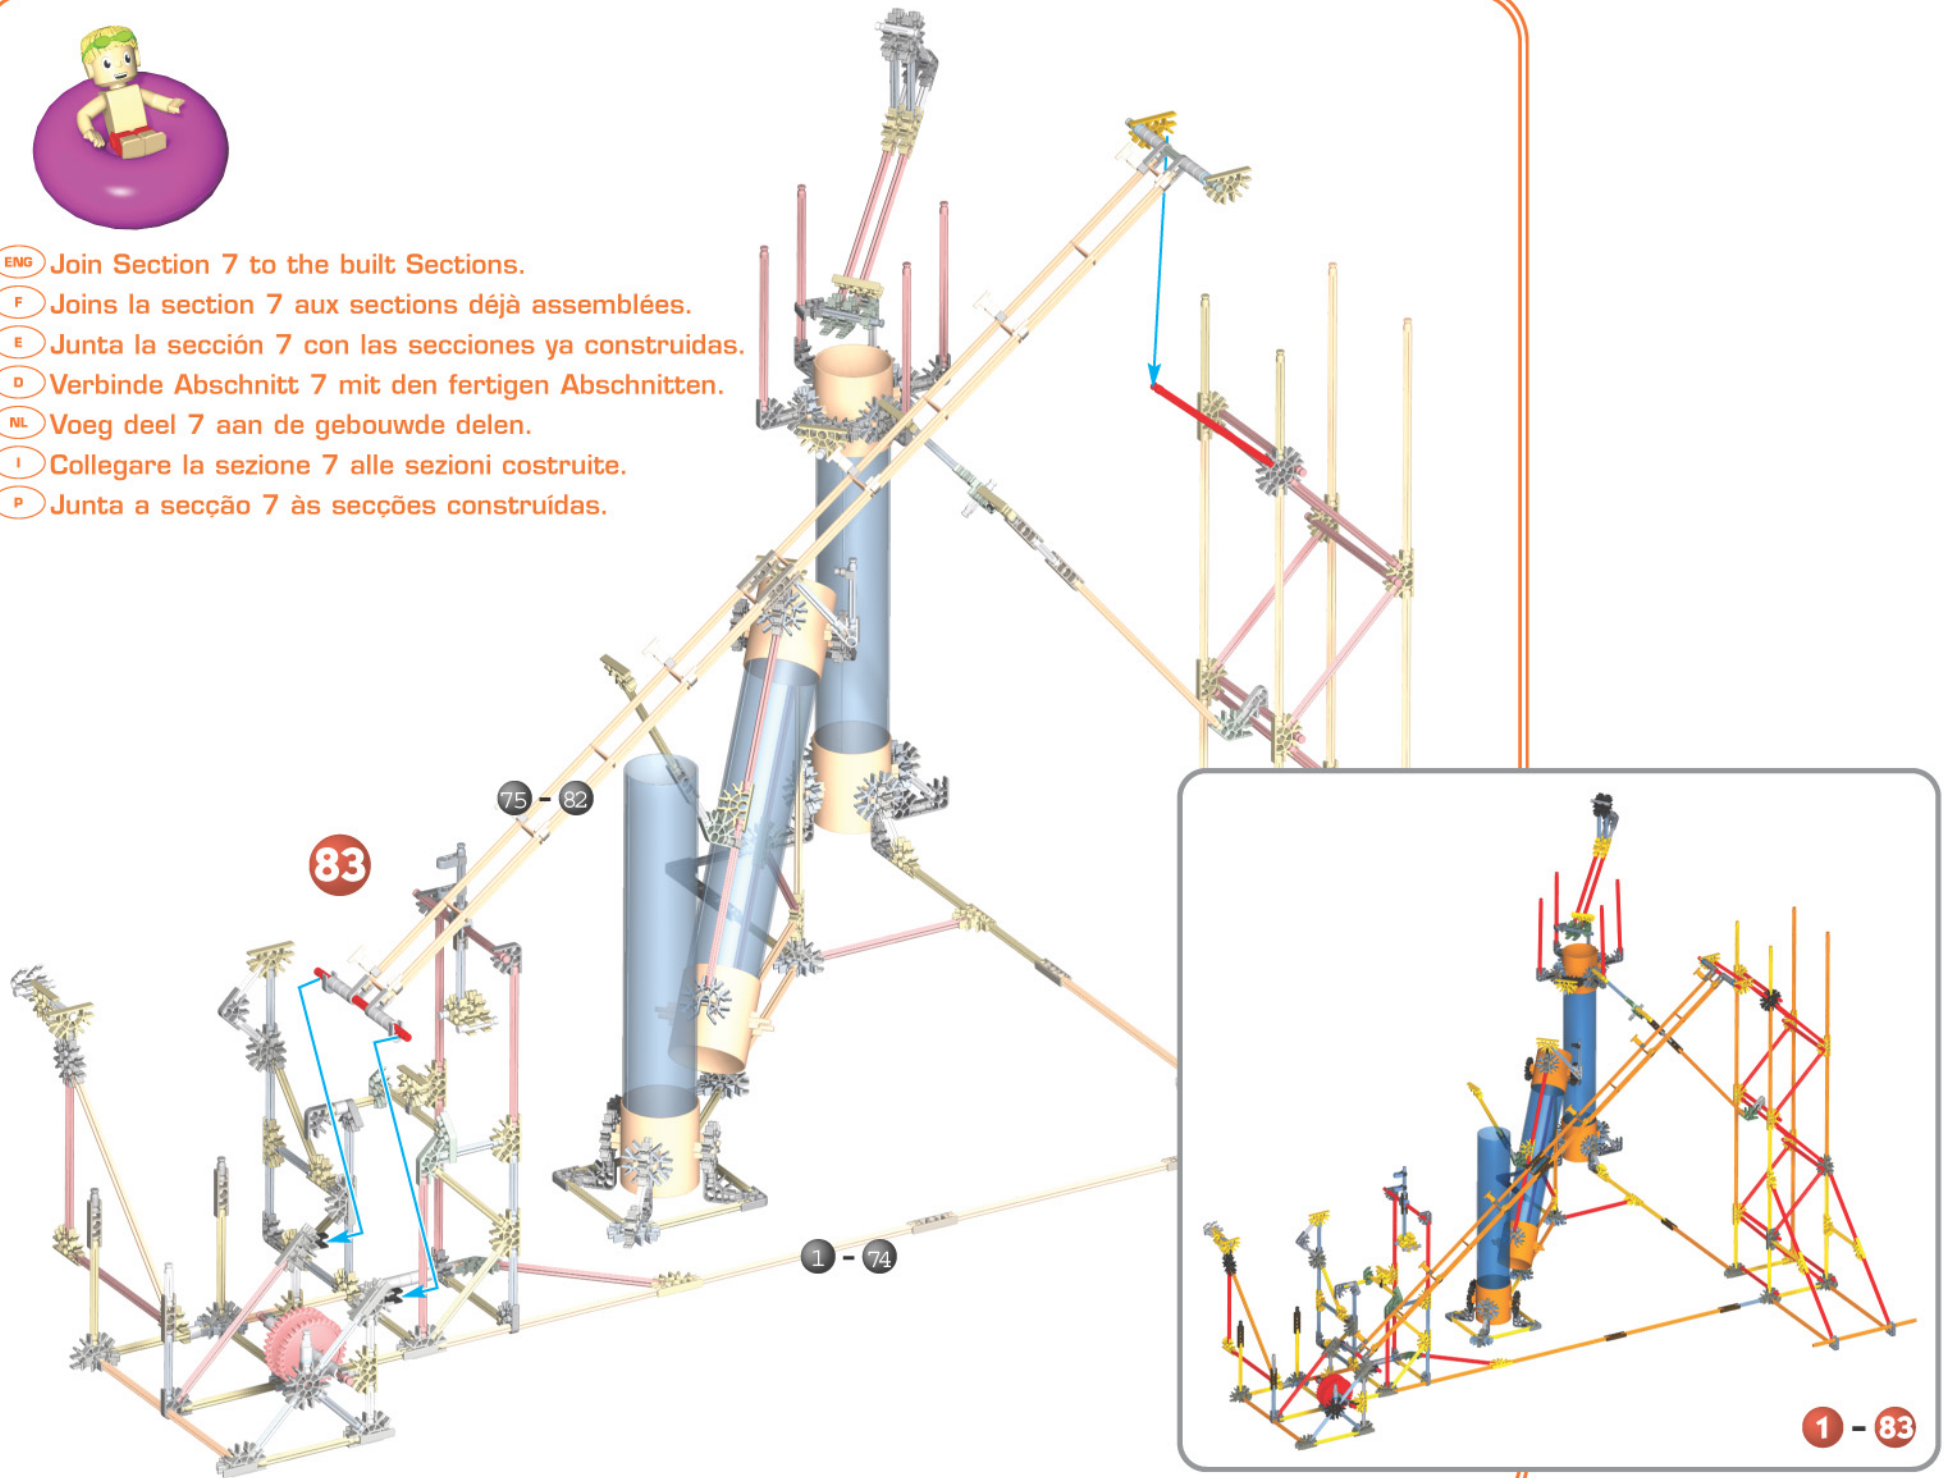 ENG Join Section 7 to the built Sections.
F Joins la section 7 aux sections déjà assemblées.
E Junta la sección 7 con las secciones ya construidas.
D Verbinde Abschnitt 7 mit den fertigen Abschnitten.
NL Voeg deel 7 aan de gebouwde delen.
I Collegare la sezione 7 alle sezioni costruite.
P Junta a secção 7 às secções construídas.
75 - 82
83
1 - 74
1 - 83